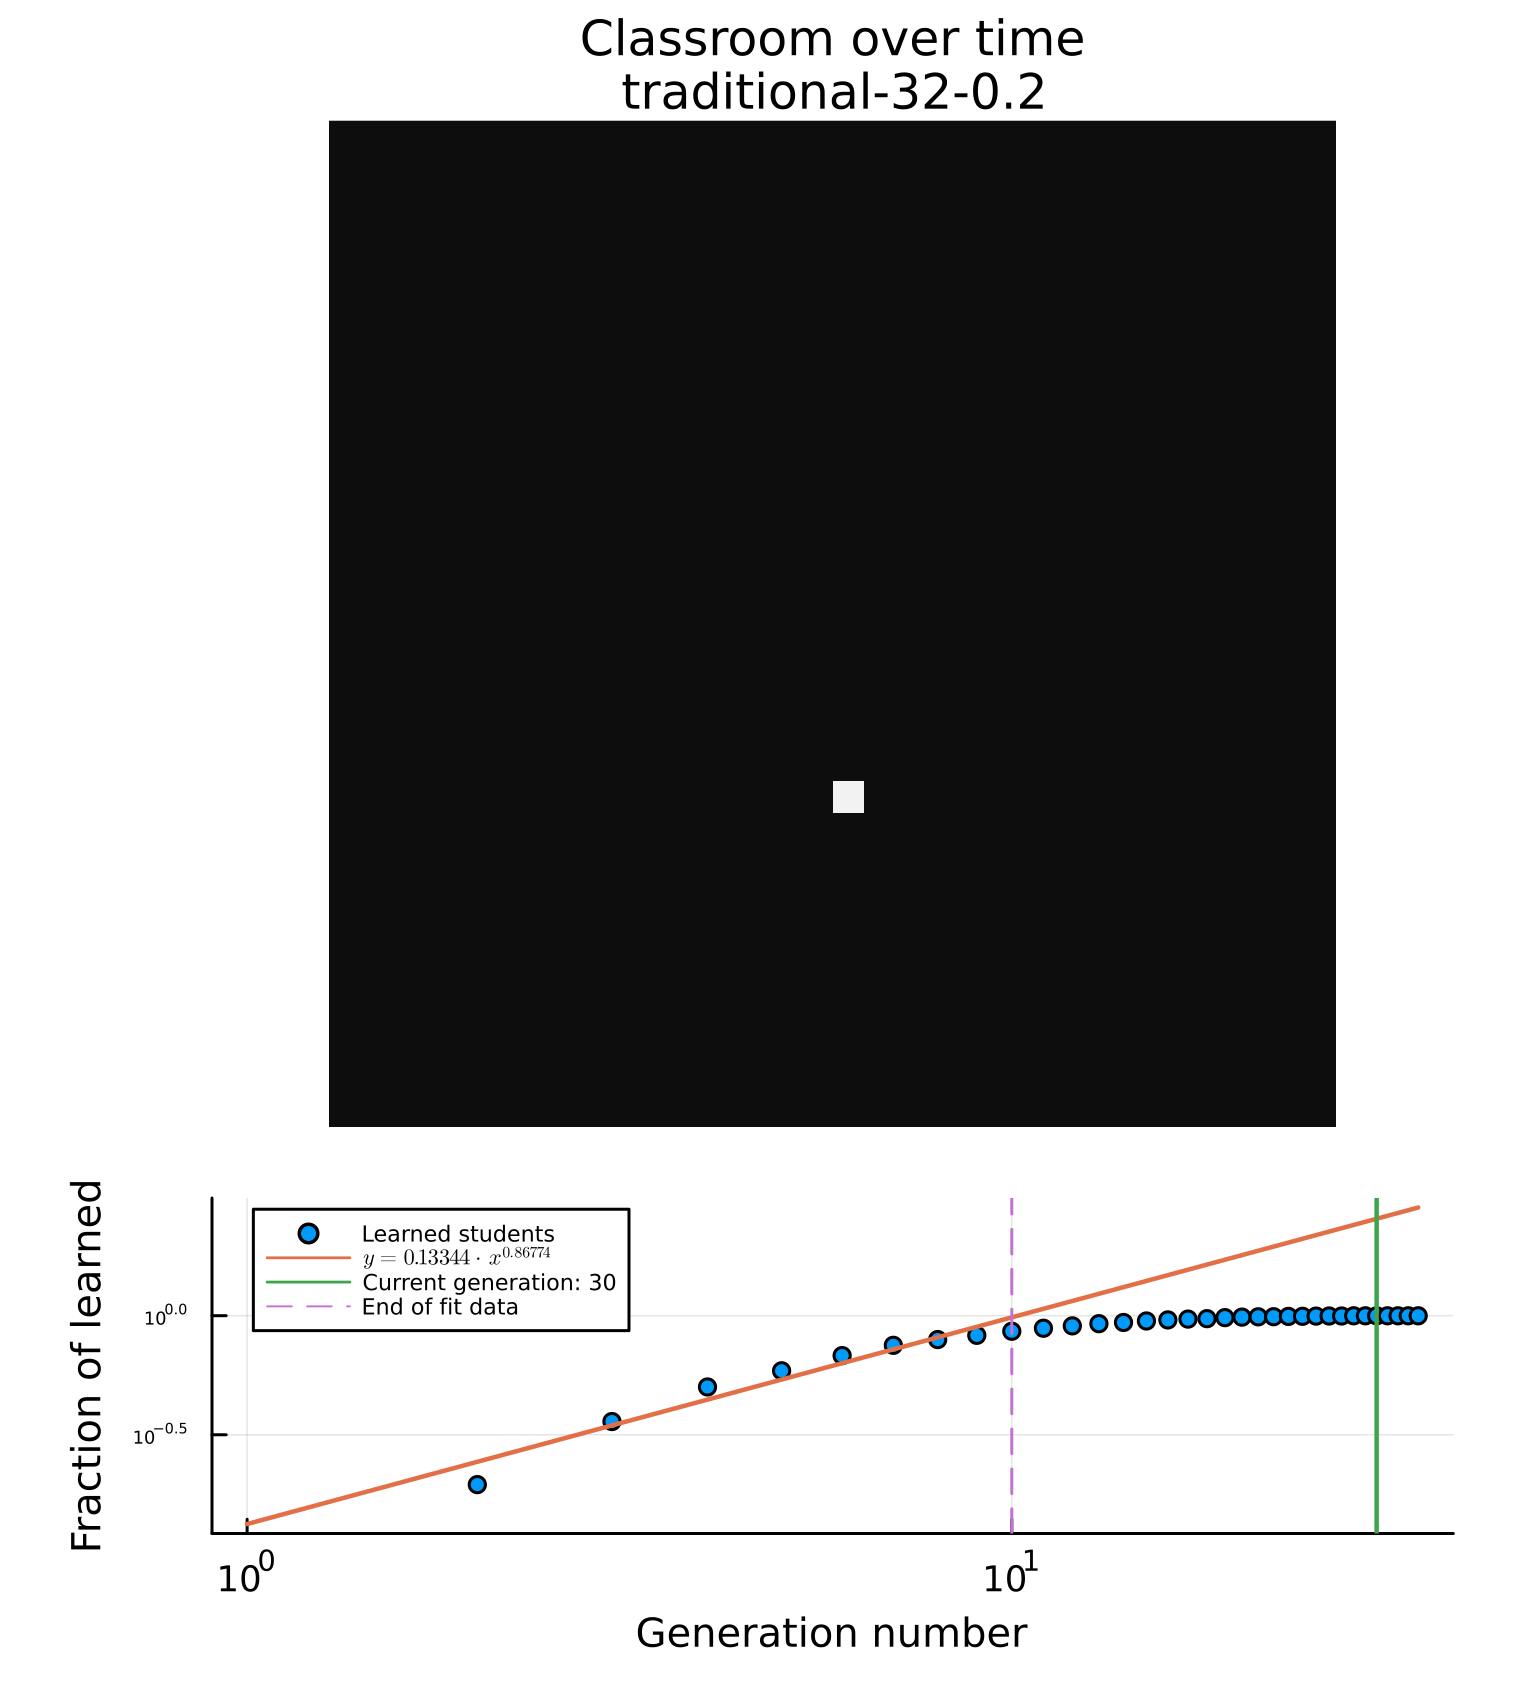 Classroom over time
traditional-32-0.2
Fraction of learned
Learned students
y = 0.13344 · x^0.86774
Current generation: 30
End of fit data
10^0.0
10^−0.5
10^0
10^1
Generation number